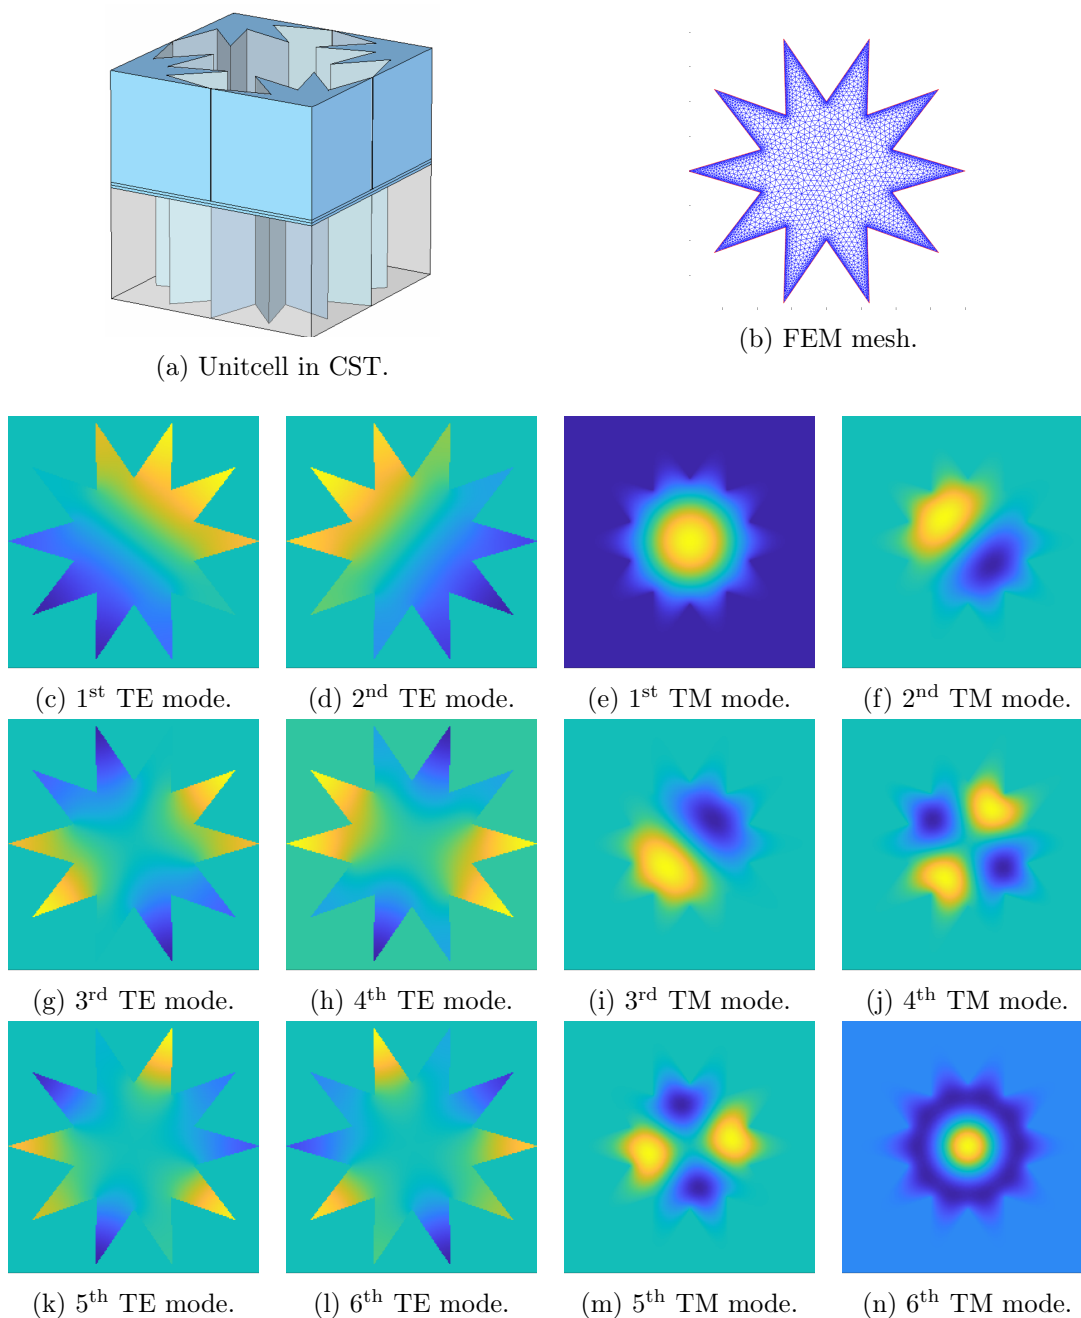 (a) Unitcell in CST.
(b) FEM mesh.
(c) 1st TE mode.
(d) 2nd TE mode.
(e) 1st TM mode.
(f) 2nd TM mode.
(g) 3rd TE mode.
(h) 4th TE mode.
(i) 3rd TM mode.
(j) 4th TM mode.
(k) 5th TE mode.
(l) 6th TE mode.
(m) 5th TM mode.
(n) 6th TM mode.